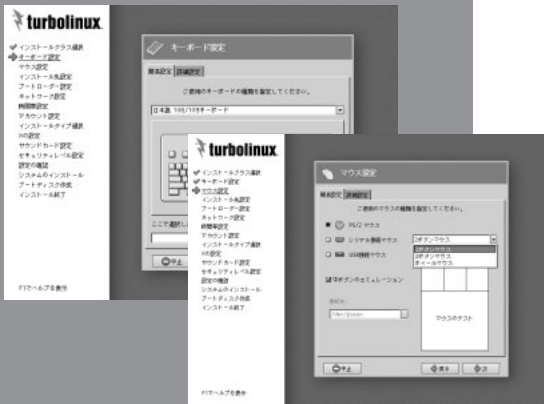 turbolinux
インストールクラス選択
キーボード設定
マウス設定
インストール先設定
ブートローダー設定
ネットワーク設定
時間帯設定
アカウント設定
インストールタイプ選択
Xの設定
サウンドカード設定
セキュリティレベル設定
設定の確認
システムのインストール
ブートディスク作成
インストール終了
F1でヘルプを表示
キーボード設定
簡易設定 詳細設定
ご使用のキーボードの種類を指定してください。
日本語 106/109キーボード
ここで選択し
中止
turbolinux
インストールクラス選択
キーボード設定
マウス設定
インストール先設定
ブートローダー設定
ネットワーク設定
時間帯設定
アカウント設定
インストールタイプ選択
Xの設定
サウンドカード設定
セキュリティレベル設定
設定の確認
システムのインストール
ブートディスク作成
インストール終了
F1でヘルプを表示
マウス設定
簡易設定 詳細設定
ご使用のマウスの種類を指定してください。
PS/2 マウス
シリアル接続マウス
2ボタンマウス
2ボタンマウス
3ボタンマウス
ホイールマウス
USB接続マウス
中ボタンのエミュレーション
接続先
マウスのテスト
中止
戻る
次